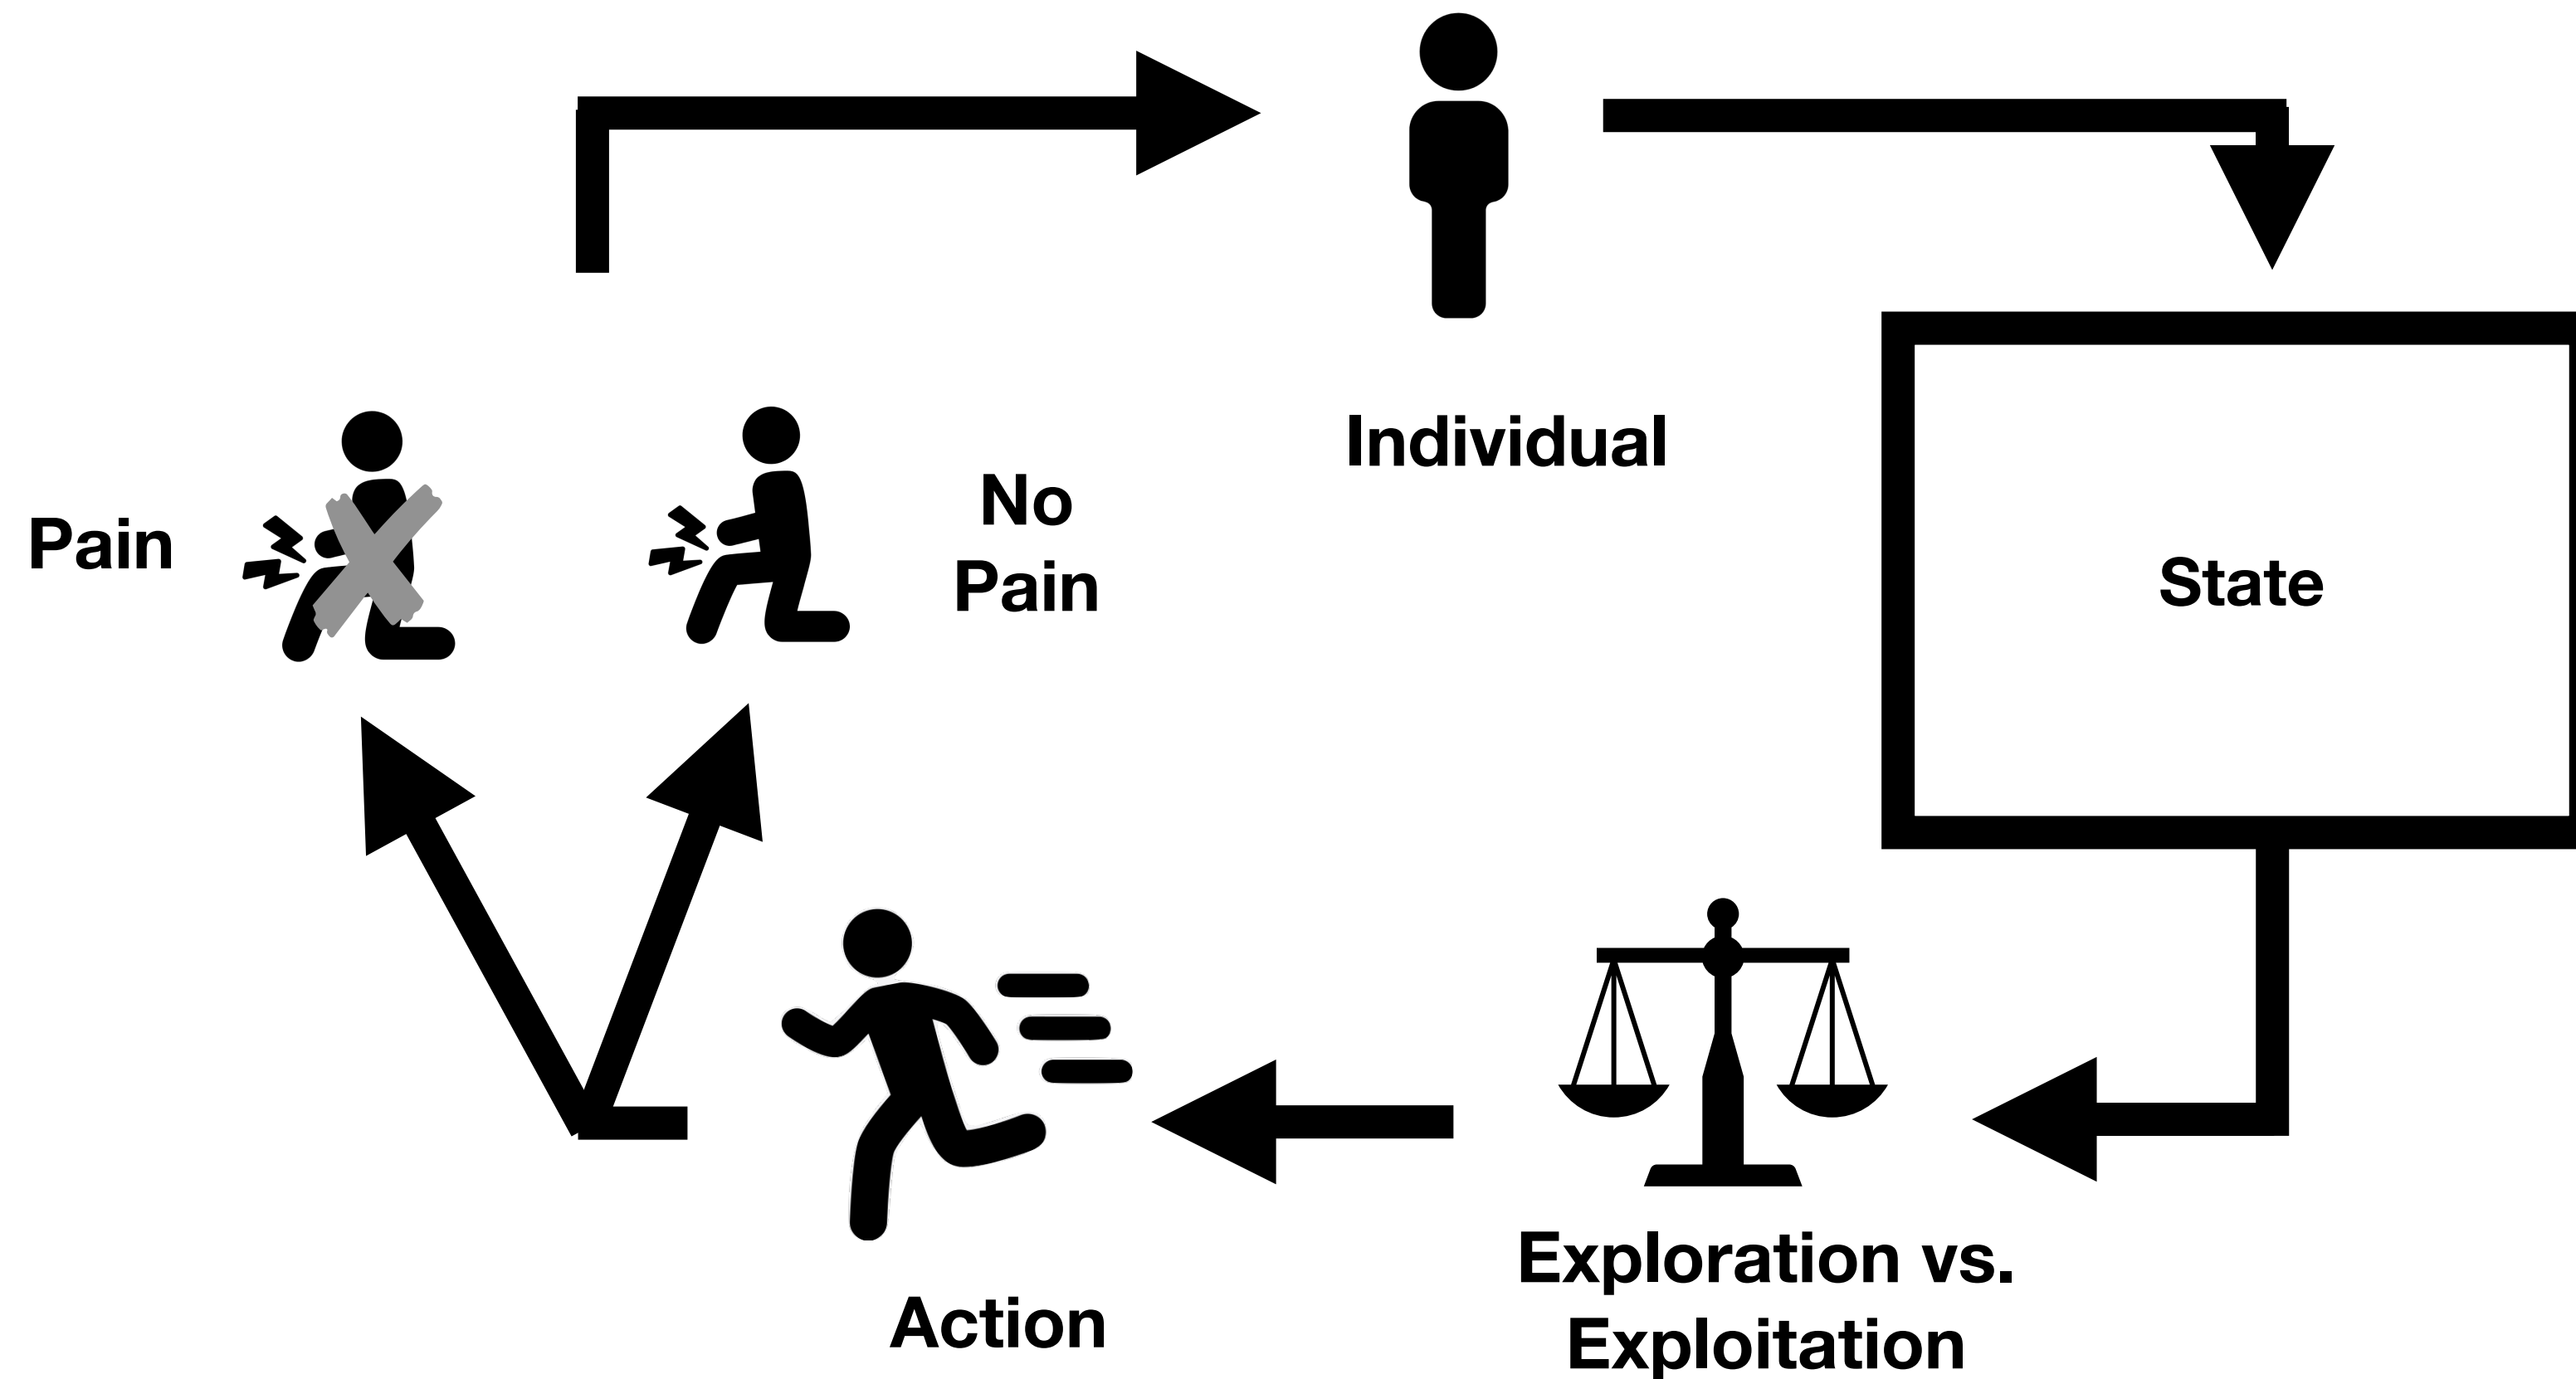 Individual
Pain
No
Pain
State
Action
Exploration vs.
Exploitation